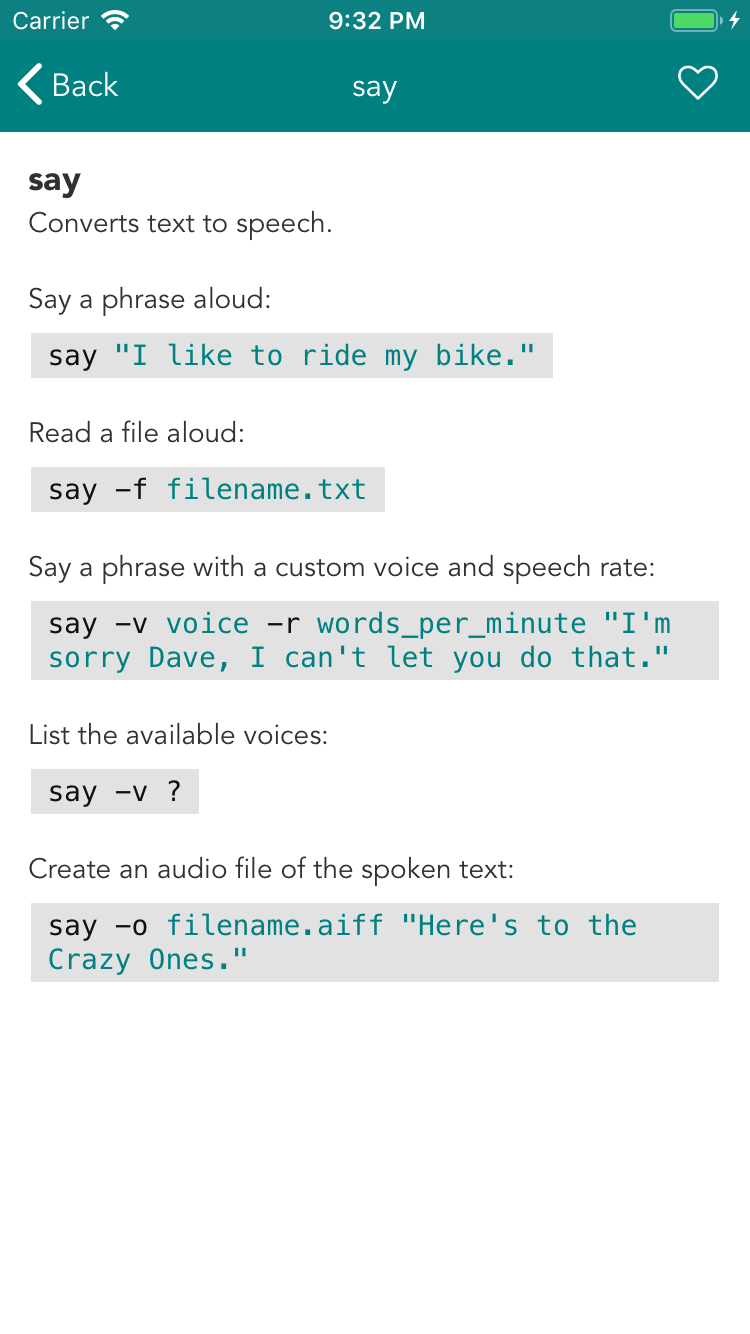 Carrier
9:32 PM
Back
say
say
Converts text to speech.
Say a phrase aloud:
say "I like to ride my bike."
Read a file aloud:
say -f filename.txt
Say a phrase with a custom voice and speech rate:
say -v voice -r words_per_minute "I'm
sorry Dave, I can't let you do that."
List the available voices:
say -v ?
Create an audio file of the spoken text:
say -o filename.aiff "Here's to the
Crazy Ones."